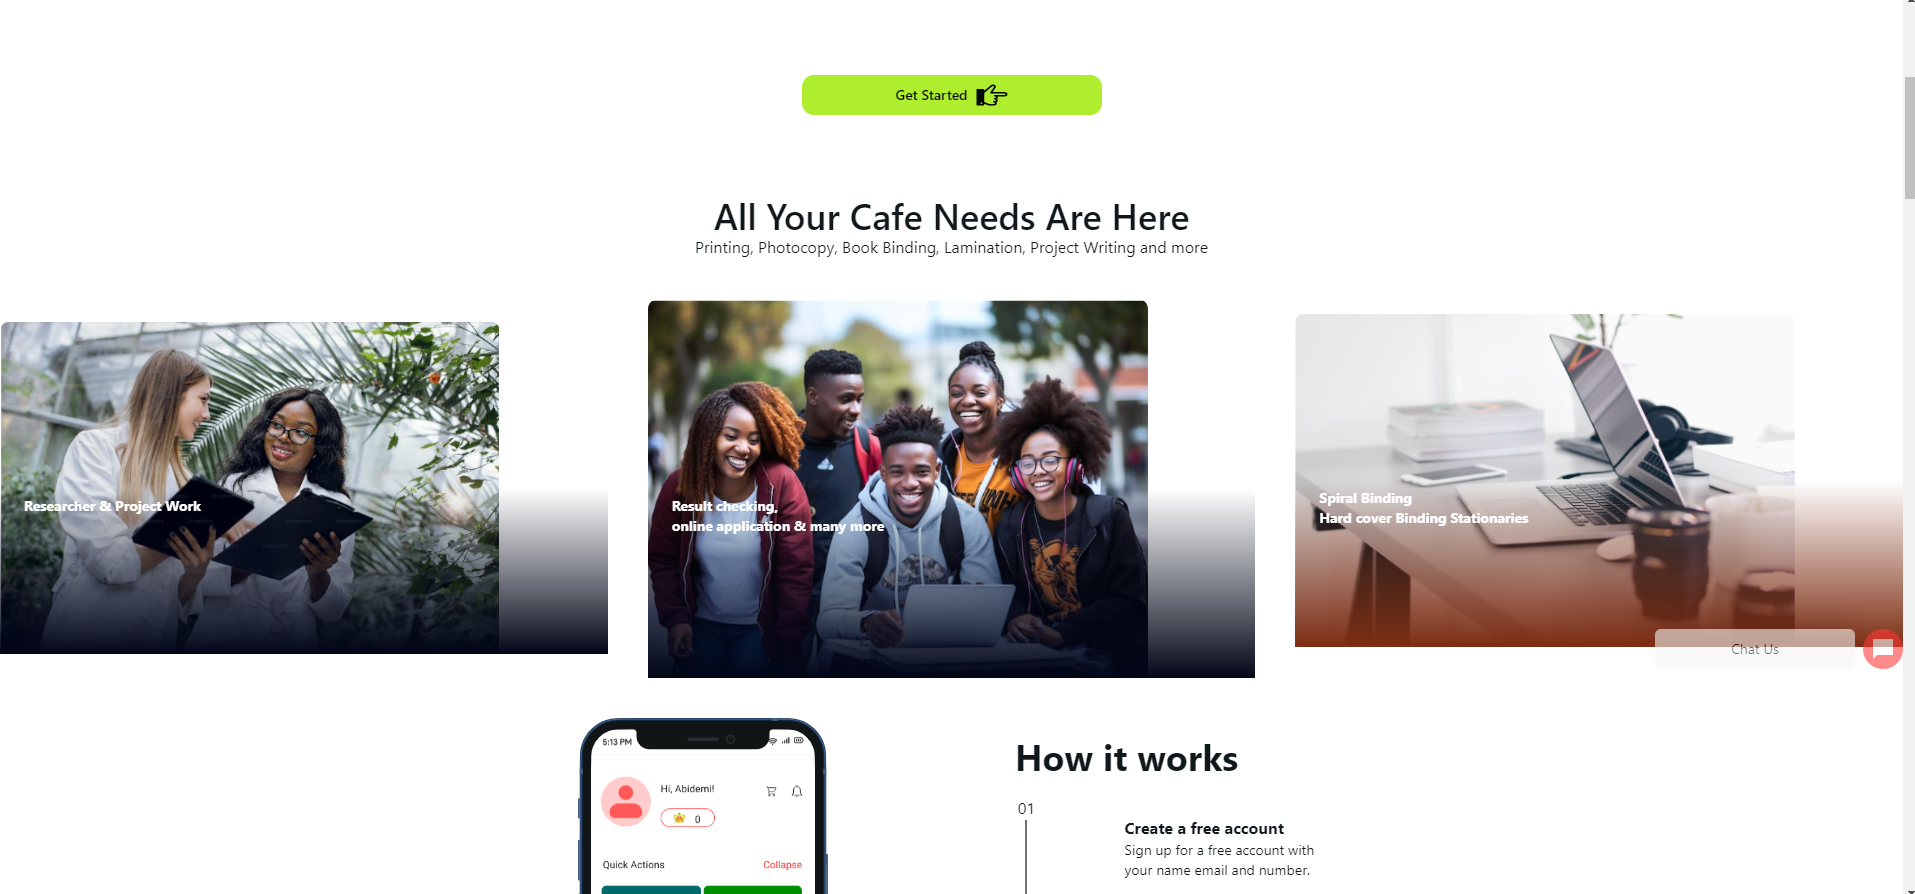 Get Started
All Your Cafe Needs Are Here
Printing, Photocopy, Book Binding, Lamination, Project Writing and more
Researcher & Project Work
Result checking,
online application & many more
Spiral Binding
Hard cover Binding Stationaries
Chat Us
5:13 PM
Hi, Abidemi!
0
Quick Actions
Collapse
How it works
01
Create a free account
Sign up for a free account with
your name email and number.